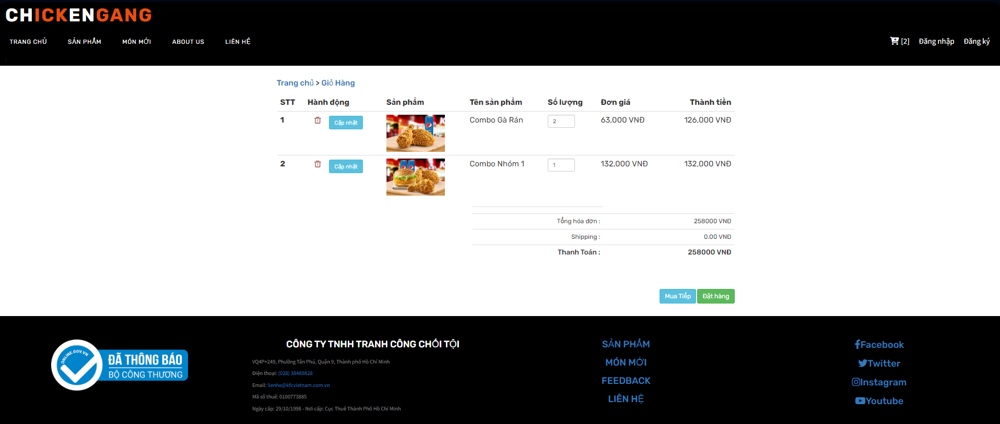 CHICKENGANG
TRANG CHỦ SẢN PHẨM MÓN MỚI ABOUT US LIÊN HỆ [2] Đăng nhập Đăng ký
Trang chủ > Giỏ Hàng
STT Hành động Sản phẩm Tên sản phẩm Số lượng Đơn giá Thành tiền
1 Cập nhật Combo Gà Rán 2 63,000 VNĐ 126,000 VNĐ
2 Cập nhật Combo Nhóm 1 1 132,000 VNĐ 132,000 VNĐ
Tổng hóa đơn : 258000 VNĐ
Shipping : 0.00 VNĐ
Thanh Toán : 258000 VNĐ
Mua Tiếp Đặt hàng
ONLINE.GOV.VN
ĐÃ THÔNG BÁO
BỘ CÔNG THƯƠNG
CÔNG TY TNHH TRANH CÔNG CHỐI TỘI
VQ4P+249, Phường Tân Phú, Quận 9, Thành phố Hồ Chí Minh
Điện thoại: (028) 38489828
Email: lienhe@kfcvietnam.com.vn
Mã số thuế: 0100773885
Ngày cấp: 29/10/1998 - Nơi cấp: Cục Thuế Thành Phố Hồ Chí Minh
SẢN PHẨM
MÓN MỚI
FEEDBACK
LIÊN HỆ
Facebook
Twitter
Instagram
Youtube